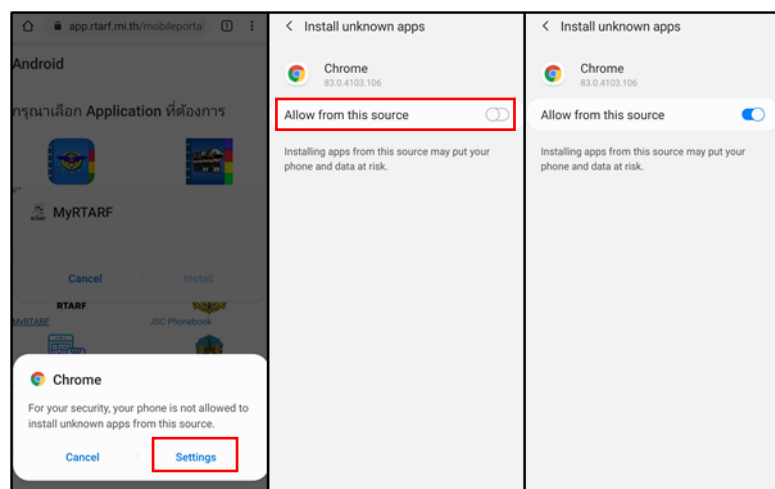 app.rtarf.mi.th/mobileportal
1
Android
กรุณาเลือก Application ที่ต้องการ
MyRTARF
Cancel
Install
RTARF
MyRTARF
JSC Phonebook
Chrome
For your security, your phone is not allowed to
install unknown apps from this source.
Cancel
Settings
Install unknown apps
Chrome
83.0.4103.106
Allow from this source
Installing apps from this source may put your
phone and data at risk.
Install unknown apps
Chrome
83.0.4103.106
Allow from this source
Installing apps from this source may put your
phone and data at risk.